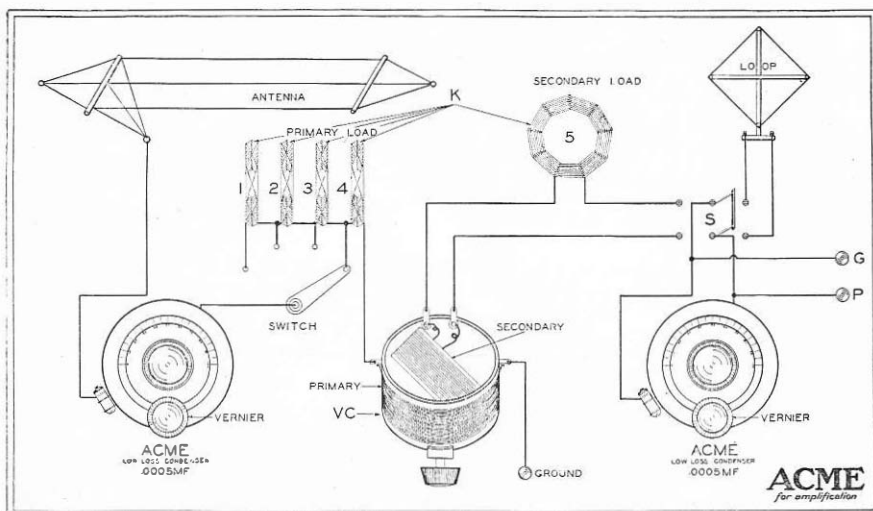 ANTENNA
K
SECONDARY LOAD
LOOP
PRIMARY LOAD
1
2
3
4
5
S
G
P
SWITCH
SECONDARY
PRIMARY
VC
VERNIER
VERNIER
ACME
LOW LOSS CONDENSER
.0005MF
GROUND
ACME
LOW LOSS CONDENSER
.0005MF
ACME
for amplification